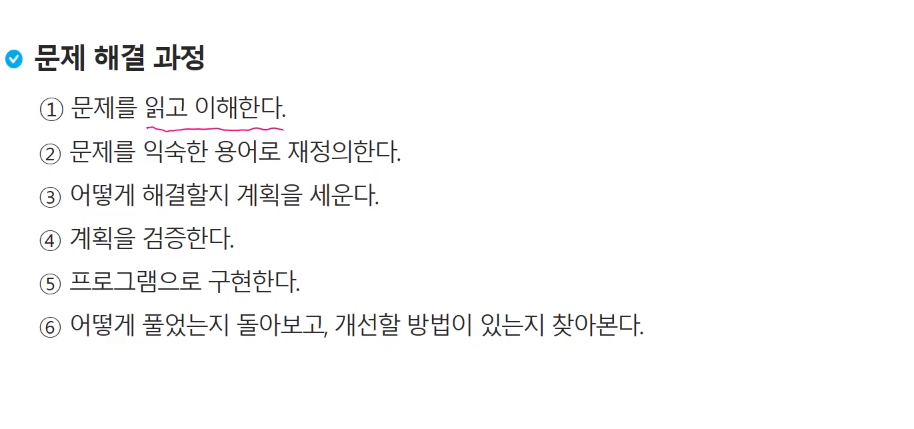 문제 해결 과정
① 문제를 읽고 이해한다.
② 문제를 익숙한 용어로 재정의한다.
③ 어떻게 해결할지 계획을 세운다.
④ 계획을 검증한다.
⑤ 프로그램으로 구현한다.
⑥ 어떻게 풀었는지 돌아보고, 개선할 방법이 있는지 찾아본다.